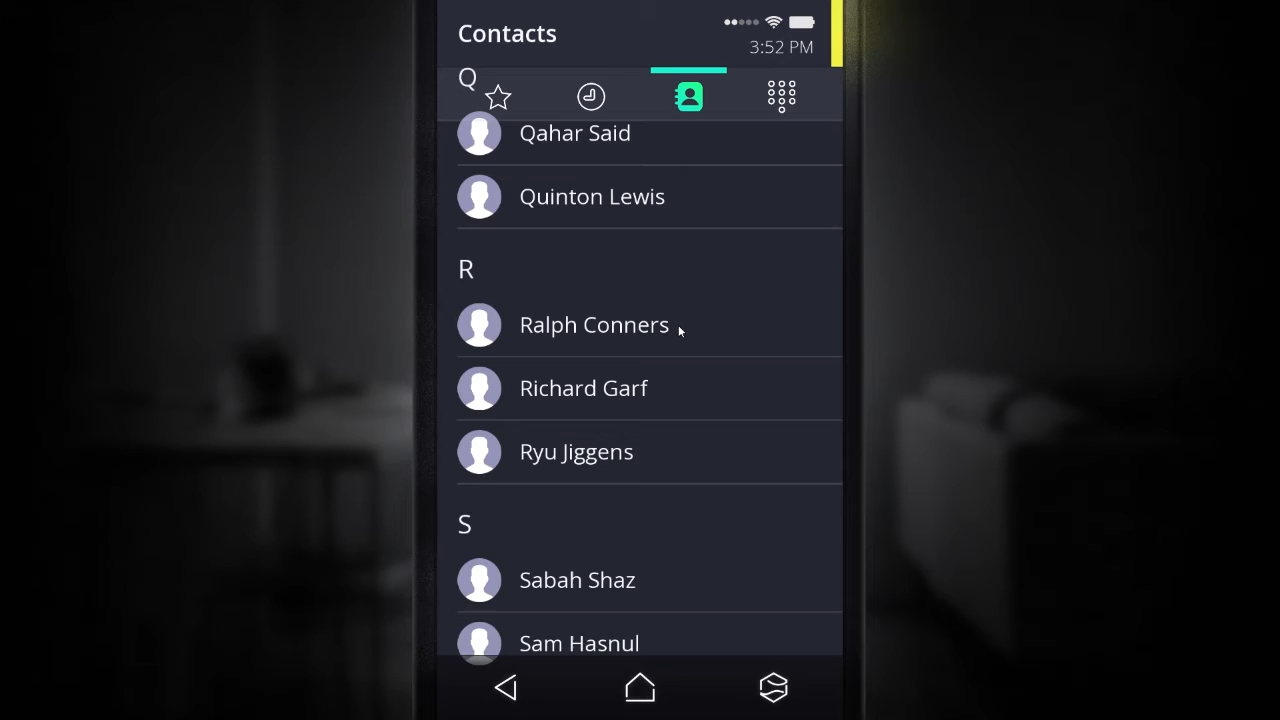 Contacts
3:52 PM
Q
Qahar Said
Quinton Lewis
R
Ralph Conners
Richard Garf
Ryu Jiggens
S
Sabah Shaz
Sam Hasnul